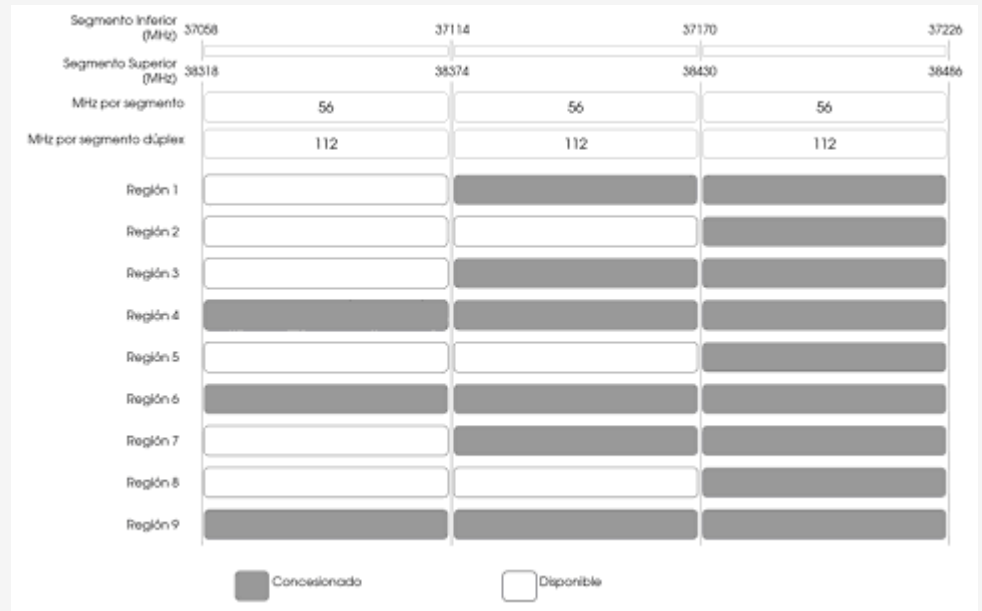 Segmento Inferior
(MHz)
37058 37114 37170 37226
Segmento Superior
(MHz)
38318 38374 38430 38486
MHz por segmento 56 56 56
MHz por segmento dúplex 112 112 112
Región 1
Región 2
Región 3
Región 4
Región 5
Región 6
Región 7
Región 8
Región 9
Concesionado Disponible